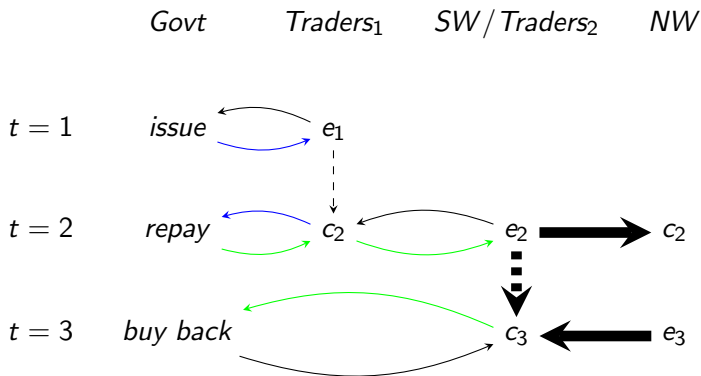 Govt Traders₁ SW / Traders₂ NW
t = 1 issue e₁
t = 2 repay c₂ e₂ c₂
t = 3 buy back c₃ e₃